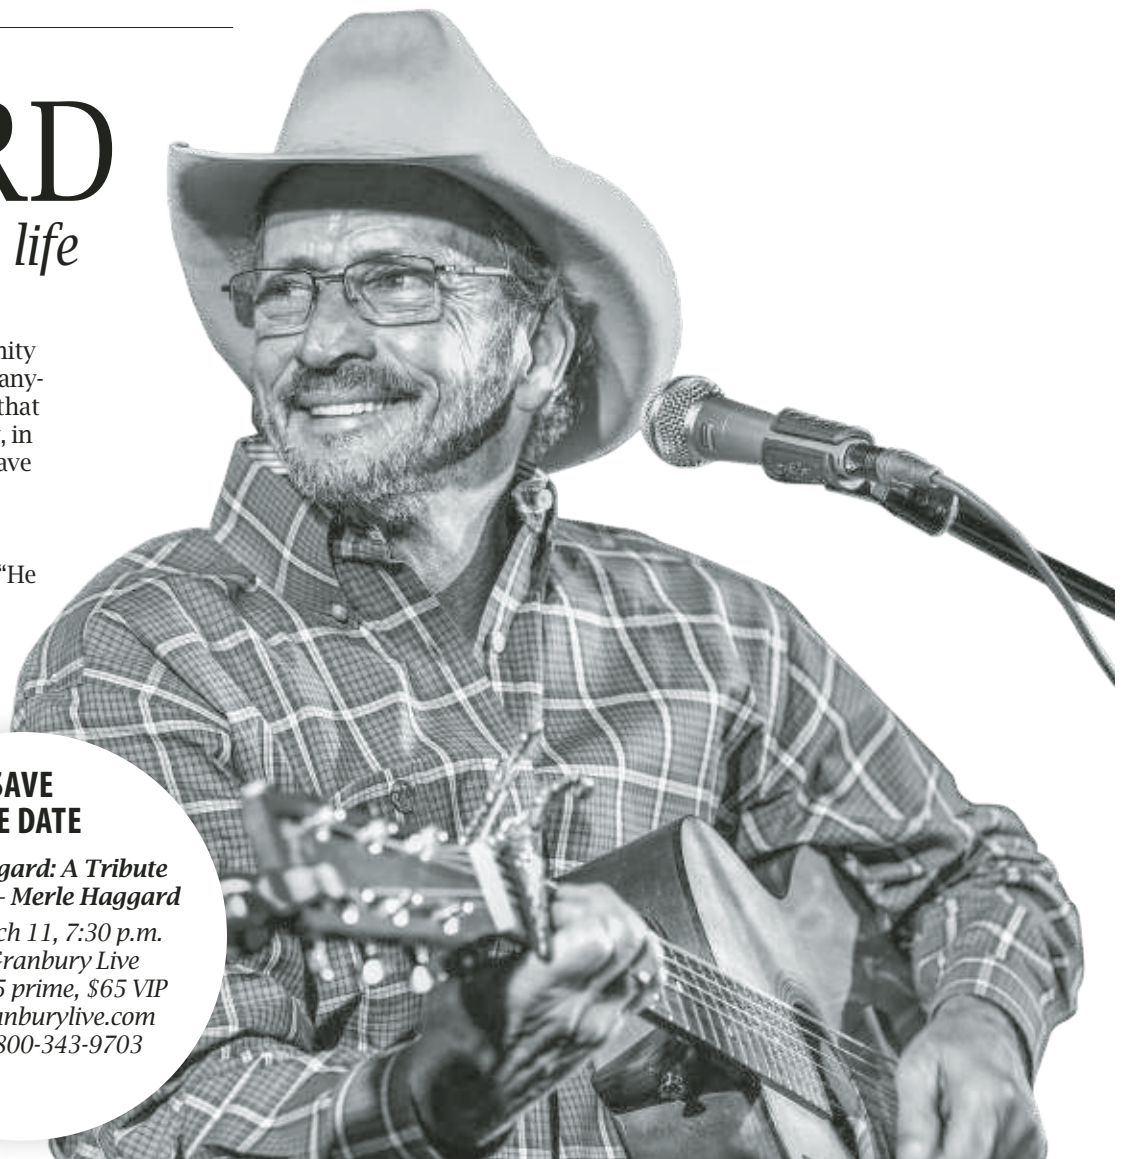 RD
life
nity
any-
that
, in
ave
"He
SAVE
E DATE
gard: A Tribute
- Merle Haggard
ch 11, 7:30 p.m.
Granbury Live
5 prime, $65 VIP
anburylive.com
800-343-9703